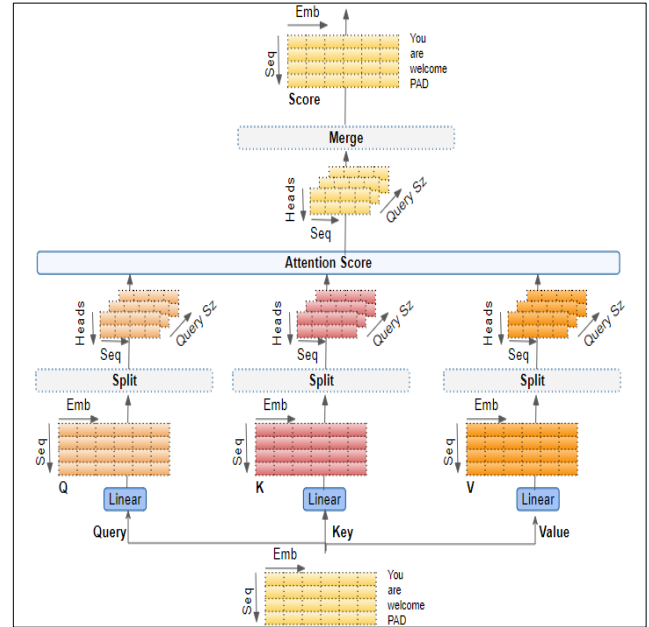 Emb
Seq
You
are
welcome
PAD
Score
Merge
Heads
Query Sz
Seq
Attention Score
Heads
Query Sz
Seq
Heads
Query Sz
Seq
Heads
Query Sz
Seq
Split
Split
Split
Emb
Emb
Emb
Seq
Seq
Seq
Q
K
V
Linear
Linear
Linear
Query
Key
Value
Emb
Seq
You
are
welcome
PAD